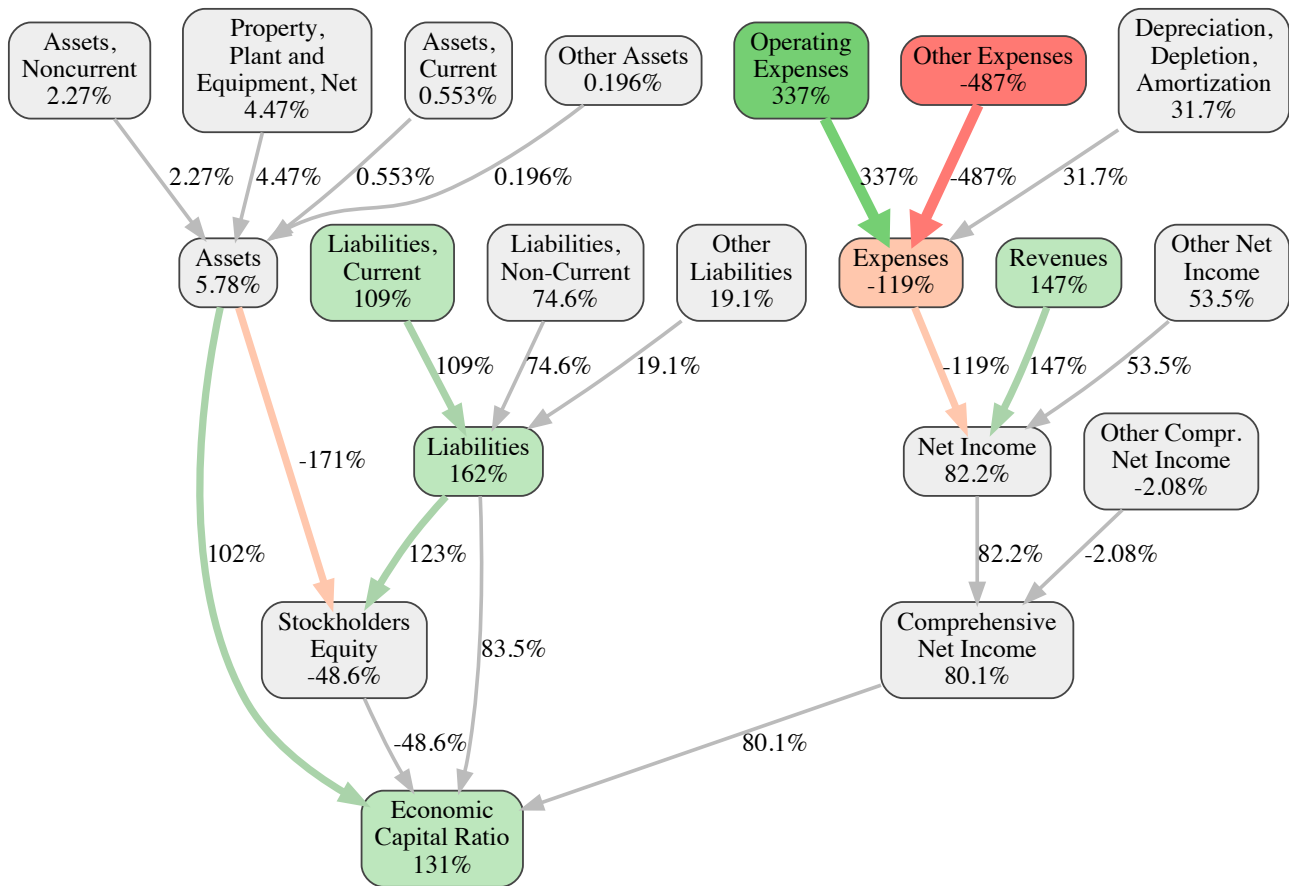 Assets,
Noncurrent
2.27%
Property,
Plant and
Equipment, Net
4.47%
Assets,
Current
0.553%
Other Assets
0.196%
Operating
Expenses
337%
Other Expenses
-487%
Depreciation,
Depletion,
Amortization
31.7%
2.27%
4.47%
0.553%
0.196%
337%
-487%
31.7%
Assets
5.78%
Liabilities,
Current
109%
Liabilities,
Non-Current
74.6%
Other
Liabilities
19.1%
Expenses
-119%
Revenues
147%
Other Net
Income
53.5%
109%
74.6%
19.1%
-119%
147%
53.5%
Liabilities
162%
Net Income
82.2%
Other Compr.
Net Income
-2.08%
-171%
102%
123%
83.5%
82.2%
-2.08%
Stockholders
Equity
-48.6%
Comprehensive
Net Income
80.1%
-48.6%
80.1%
Economic
Capital Ratio
131%